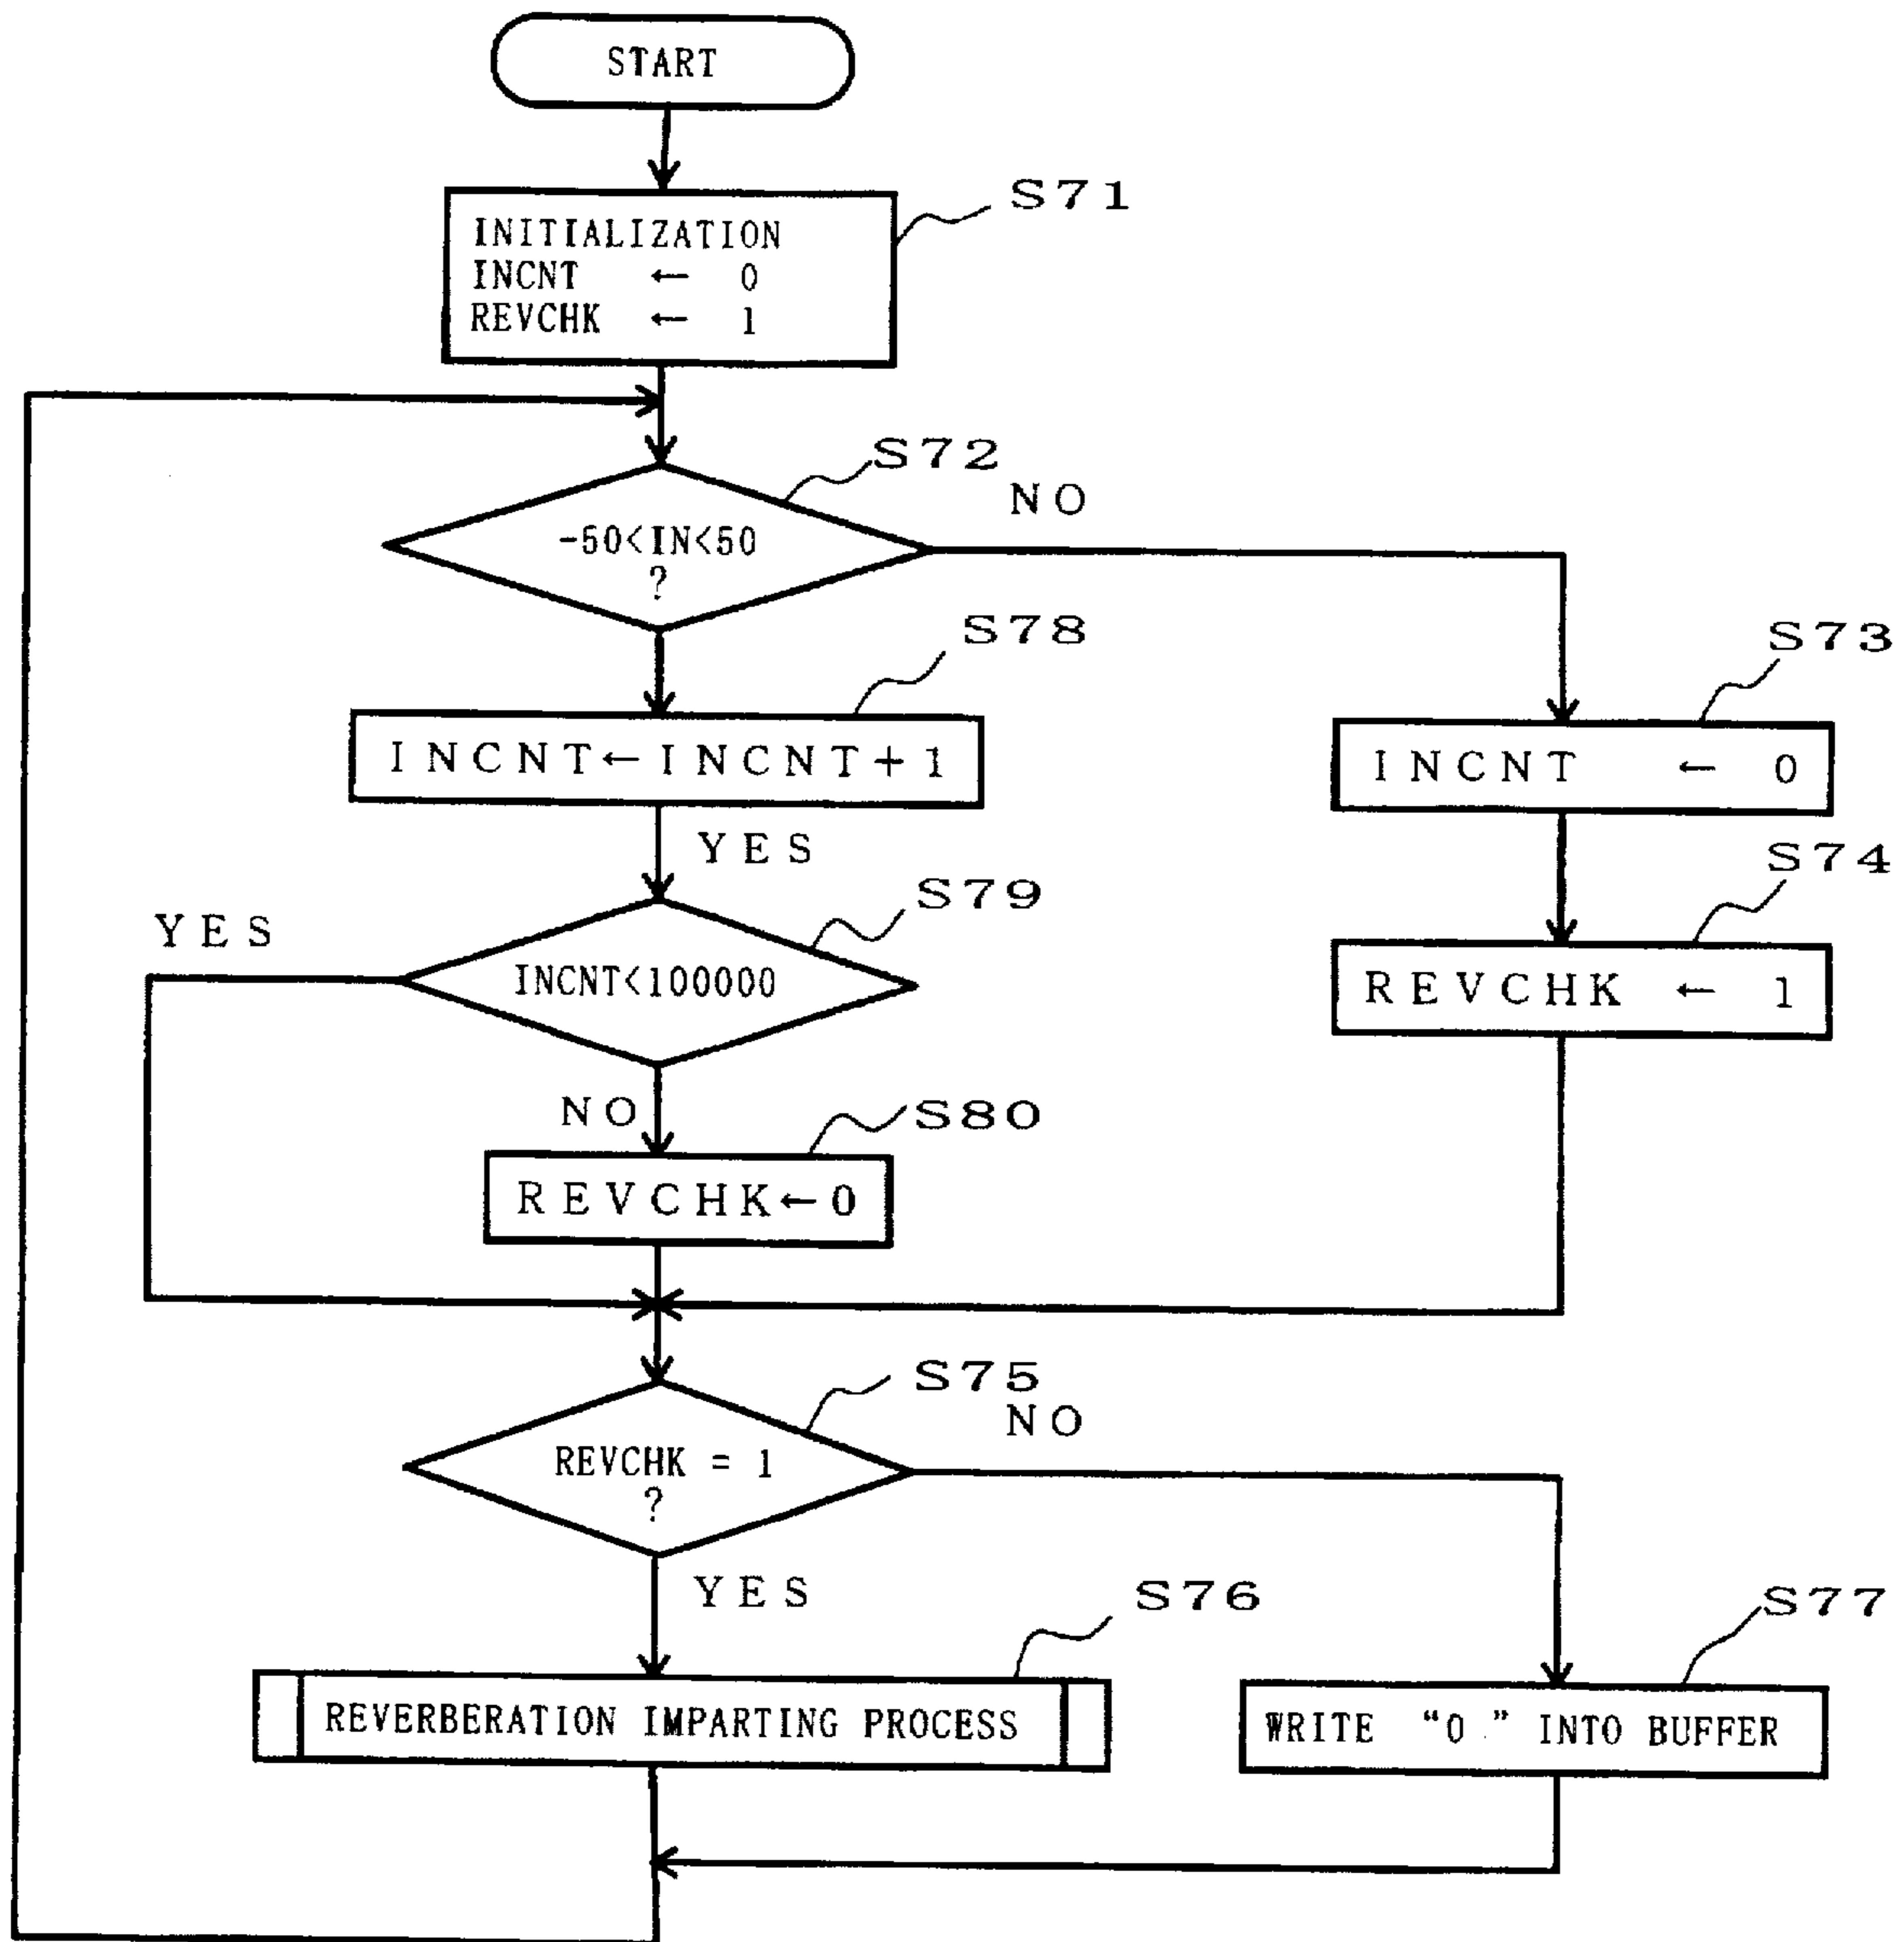 START
S71
INITIALIZATION
INCNT ← 0
REVCHK ← 1
S72
NO
-50<IN<50
?
S78
INCNT←INCNT+1
S73
INCNT ← 0
YES
S74
REVCHK ← 1
S79
YES
INCNT<100000
NO
S80
REVCHK←0
S75
NO
REVCHK = 1
?
YES
S76
REVERBERATION IMPARTING PROCESS
S77
WRITE “0 ” INTO BUFFER